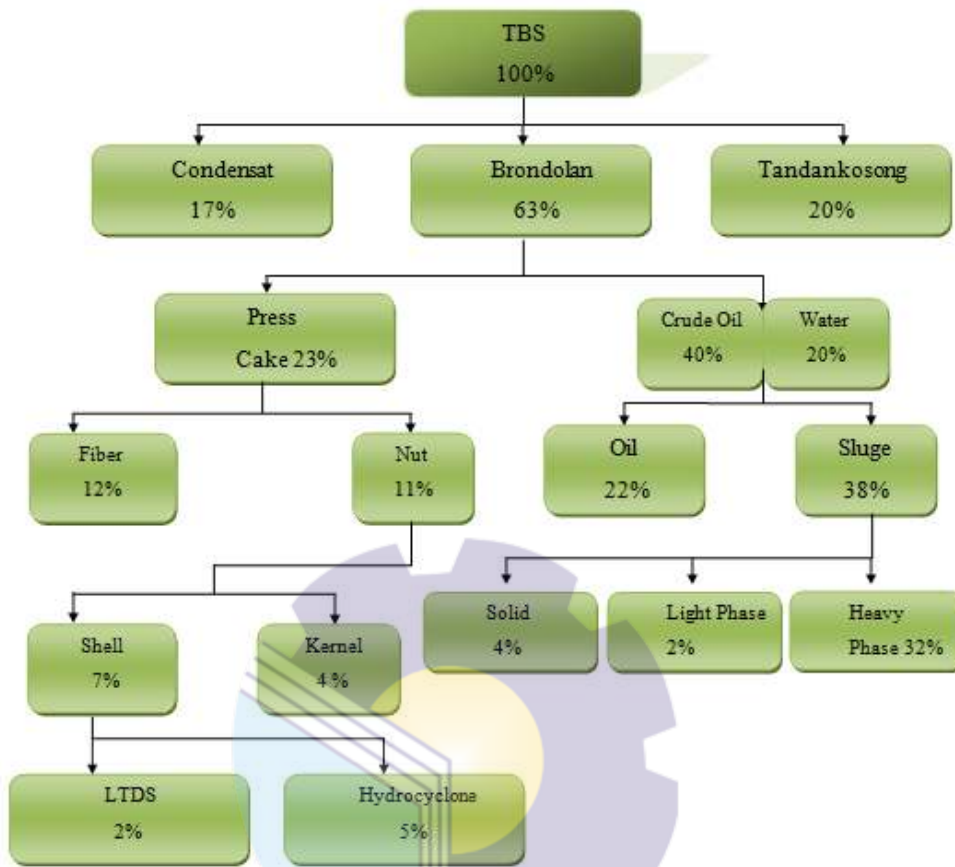 TBS
100%
Condensat
17%
Brondolan
63%
Tandankosong
20%
Press
Cake 23%
Crude Oil
40%
Water
20%
Fiber
12%
Nut
11%
Oil
22%
Sluge
38%
Solid
4%
Light Phase
2%
Heavy
Phase 32%
Shell
7%
Kernel
4%
LTDS
2%
Hydrocyclone
5%